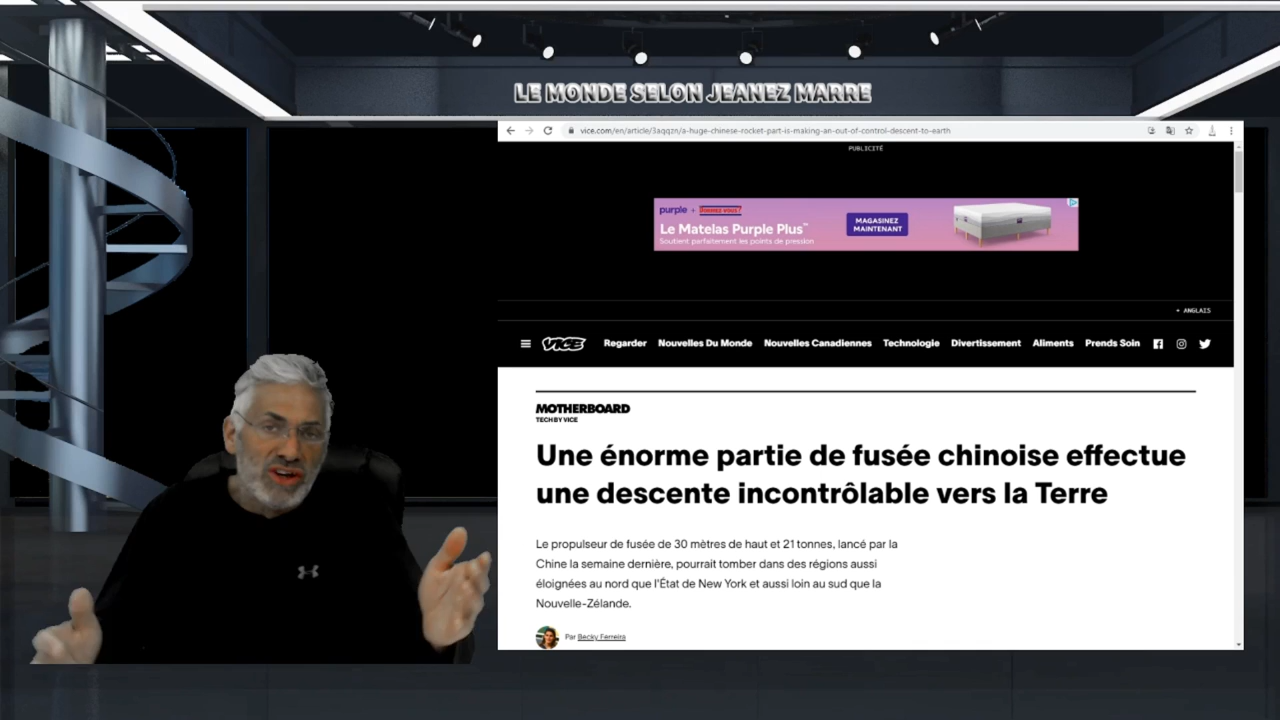 LE MONDE SELON JEANEZ MARRE
vice.com/en/article/3aqqzn/a-huge-chinese-rocket-part-is-making-an-out-of-control-descent-to-earth
PUBLICITÉ
purple + Dormez-vous?
Le Matelas Purple Plus™
Soutient parfaitement les points de pression
MAGASINEZ
MAINTENANT
+ ANGLAIS
VICE Regarder Nouvelles Du Monde Nouvelles Canadiennes Technologie Divertissement Aliments Prends Soin
MOTHERBOARD
TECH BY VICE
Une énorme partie de fusée chinoise effectue
une descente incontrôlable vers la Terre
Le propulseur de fusée de 30 mètres de haut et 21 tonnes, lancé par la
Chine la semaine dernière, pourrait tomber dans des régions aussi
éloignées au nord que l'État de New York et aussi loin au sud que la
Nouvelle-Zélande.
Par Becky Ferreira